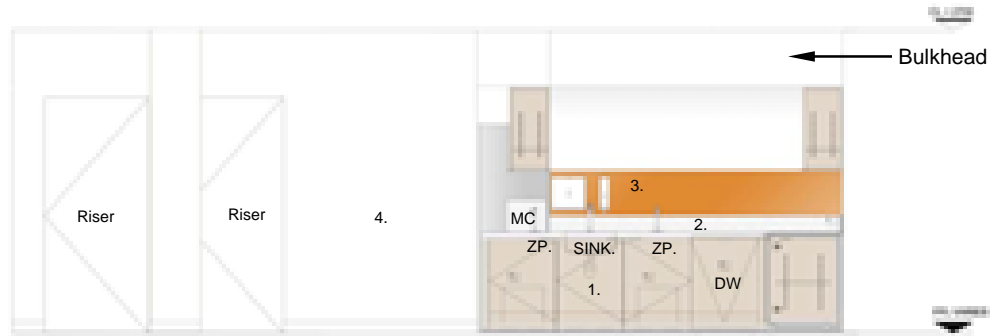 Bulkhead
Riser
Riser
4.
3.
MC
2.
ZP.
SINK.
ZP.
1.
DW